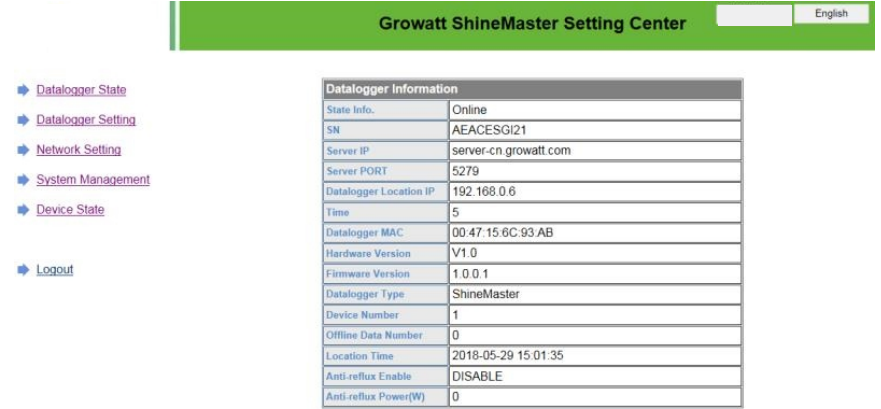 Growatt ShineMaster Setting Center
English
Datalogger State
Datalogger Setting
Network Setting
System Management
Device State
Logout
Datalogger Information
State Info. Online
SN AEACESGI21
Server IP server-cn.growatt.com
Server PORT 5279
Datalogger Location IP 192.168.0.6
Time 5
Datalogger MAC 00:47:15:6C:93:AB
Hardware Version V1.0
Firmware Version 1.0.0.1
Datalogger Type ShineMaster
Device Number 1
Offline Data Number 0
Location Time 2018-05-29 15:01:35
Anti-reflux Enable DISABLE
Anti-reflux Power(W) 0